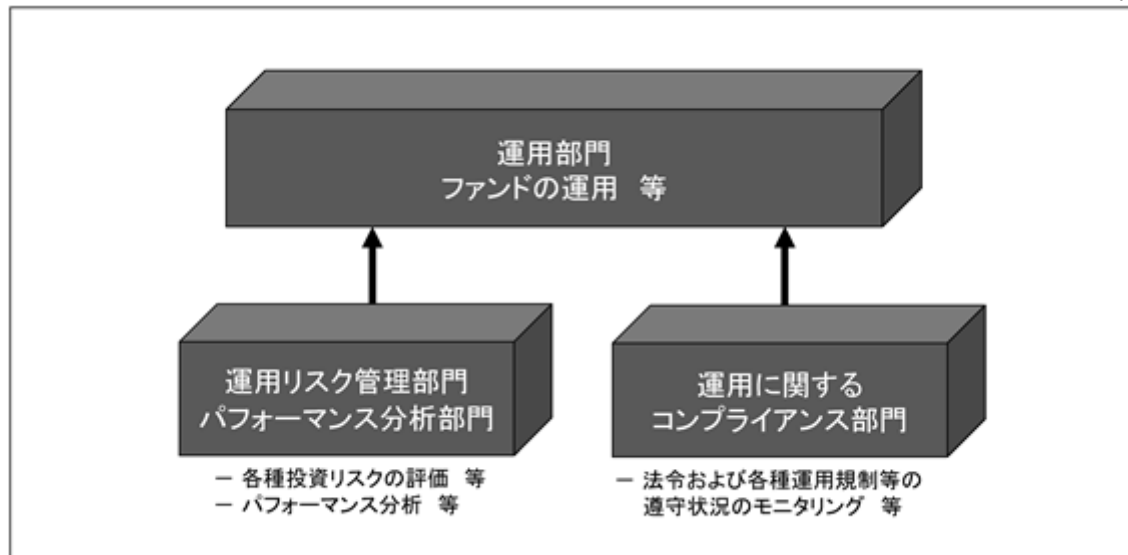 運用部門
ファンドの運用 等
運用リスク管理部門
パフォーマンス分析部門
運用に関する
コンプライアンス部門
− 各種投資リスクの評価 等
− パフォーマンス分析 等
− 法令および各種運用規制等の
遵守状況のモニタリング 等